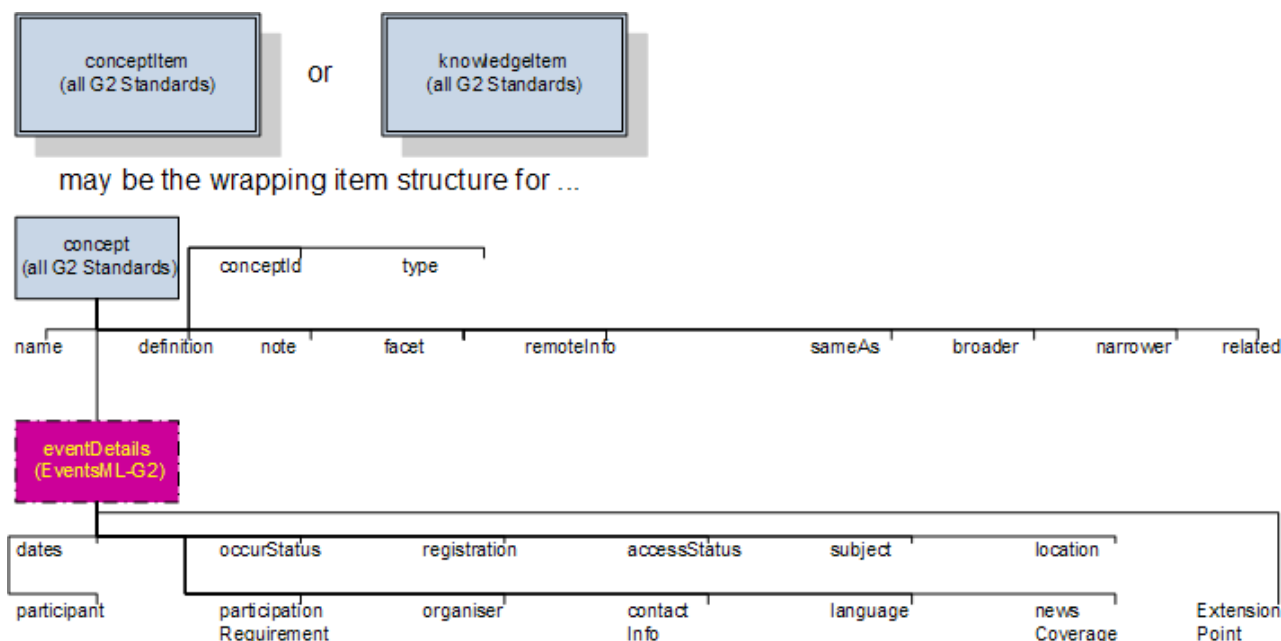 conceptItem
(all G2 Standards)
or
knowledgeItem
(all G2 Standards)
may be the wrapping item structure for ...
concept
(all G2 Standards)
conceptId
type
name
definition
note
facet
remoteInfo
sameAs
broader
narrower
related
eventDetails
(EventsML-G2)
dates
occurStatus
registration
accessStatus
subject
location
participant
participation
Requirement
organiser
contact
Info
language
news
Coverage
Extension
Point